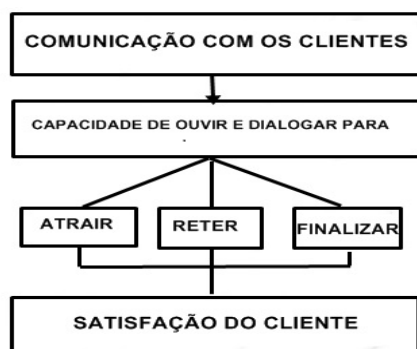 COMUNICAÇÃO COM OS CLIENTES
CAPACIDADE DE OUVIR E DIALOGAR PARA
ATRAIR RETER FINALIZAR
SATISFAÇÃO DO CLIENTE